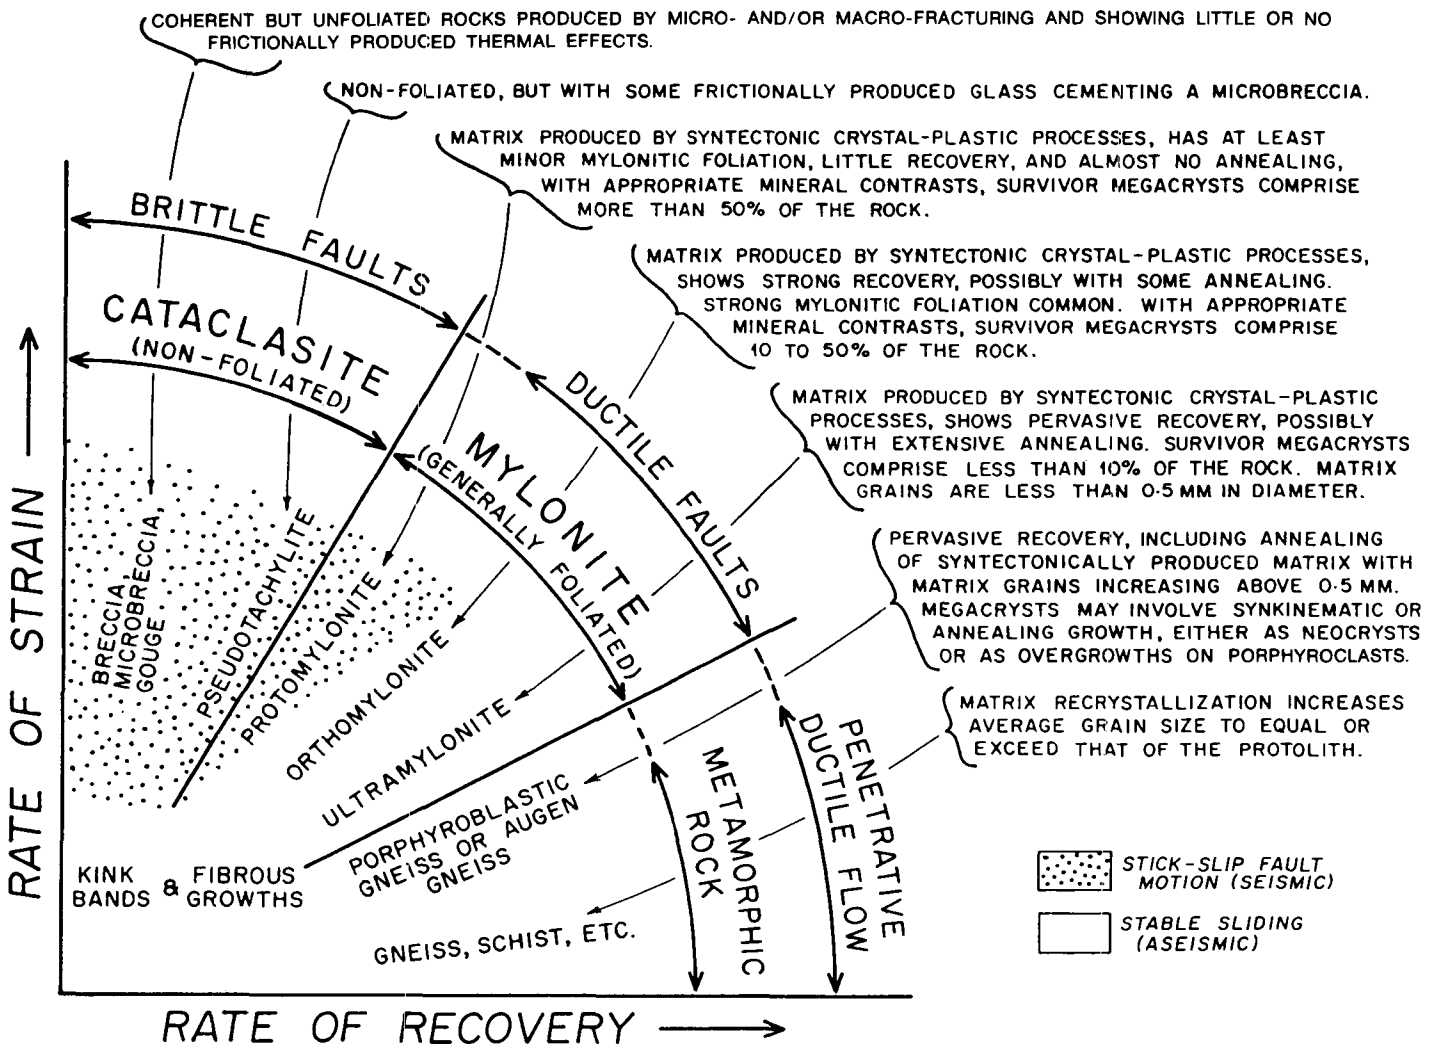 COHERENT BUT UNFOLIATED ROCKS PRODUCED BY MICRO- AND/OR MACRO-FRACTURING AND SHOWING LITTLE OR NO
FRICTIONALLY PRODUCED THERMAL EFFECTS.
NON-FOLIATED, BUT WITH SOME FRICTIONALLY PRODUCED GLASS CEMENTING A MICROBRECCIA.
MATRIX PRODUCED BY SYNTECTONIC CRYSTAL-PLASTIC PROCESSES, HAS AT LEAST
MINOR MYLONITIC FOLIATION, LITTLE RECOVERY, AND ALMOST NO ANNEALING,
WITH APPROPRIATE MINERAL CONTRASTS, SURVIVOR MEGACRYSTS COMPRISE
MORE THAN 50% OF THE ROCK.
MATRIX PRODUCED BY SYNTECTONIC CRYSTAL-PLASTIC PROCESSES,
SHOWS STRONG RECOVERY, POSSIBLY WITH SOME ANNEALING.
STRONG MYLONITIC FOLIATION COMMON. WITH APPROPRIATE
MINERAL CONTRASTS, SURVIVOR MEGACRYSTS COMPRISE
10 TO 50% OF THE ROCK.
MATRIX PRODUCED BY SYNTECTONIC CRYSTAL-PLASTIC
PROCESSES, SHOWS PERVASIVE RECOVERY, POSSIBLY
WITH EXTENSIVE ANNEALING. SURVIVOR MEGACRYSTS
COMPRISE LESS THAN 10% OF THE ROCK. MATRIX
GRAINS ARE LESS THAN 0·5 MM IN DIAMETER.
PERVASIVE RECOVERY, INCLUDING ANNEALING
OF SYNTECTONICALLY PRODUCED MATRIX WITH
MATRIX GRAINS INCREASING ABOVE 0·5 MM.
MEGACRYSTS MAY INVOLVE SYNKINEMATIC OR
ANNEALING GROWTH, EITHER AS NEOCRYSTS
OR AS OVERGROWTHS ON PORPHYROCLASTS.
MATRIX RECRYSTALLIZATION INCREASES
AVERAGE GRAIN SIZE TO EQUAL OR
EXCEED THAT OF THE PROTOLITH.
BRITTLE FAULTS
CATACLASITE
(NON-FOLIATED)
DUCTILE FAULTS
MYLONITE
(GENERALLY FOLIATED)
PENETRATIVE
DUCTILE FLOW
METAMORPHIC
ROCK
BRECCIA,
MICROBRECCIA,
GOUGE
PSEUDOTACHYLITE
PROTOMYLONITE
ORTHOMYLONITE
ULTRAMYLONITE
PORPHYROBLASTIC
GNEISS OR AUGEN
GNEISS
GNEISS, SCHIST, ETC.
KINK
BANDS & FIBROUS
GROWTHS
RATE OF STRAIN
RATE OF RECOVERY
STICK-SLIP FAULT
MOTION (SEISMIC)
STABLE SLIDING
(ASEISMIC)